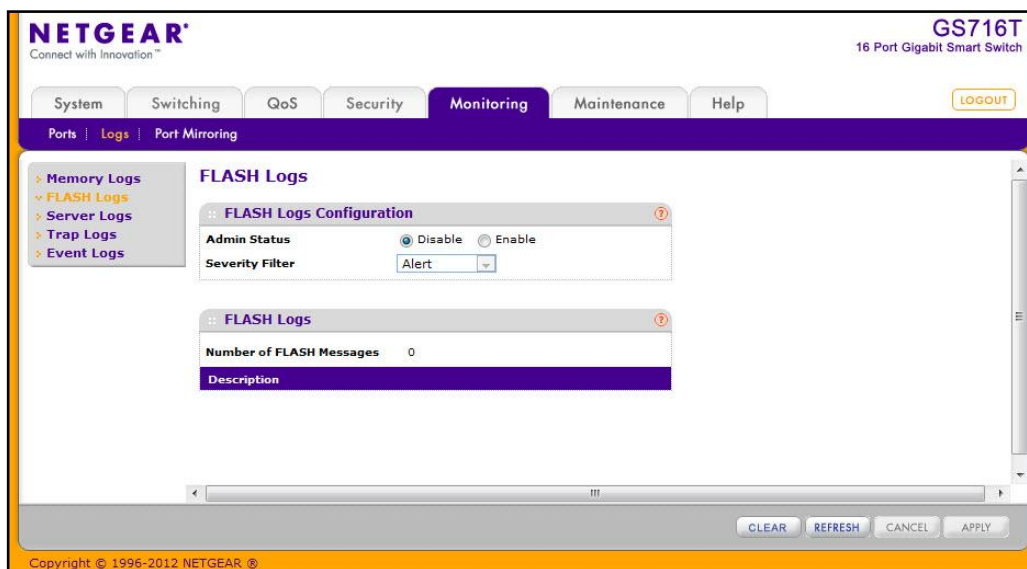 NETGEAR®
Connect with Innovation™
GS716T
16 Port Gigabit Smart Switch
System Switching QoS Security Monitoring Maintenance Help LOGOUT
Ports Logs Port Mirroring
Memory Logs
FLASH Logs
Server Logs
Trap Logs
Event Logs
FLASH Logs
FLASH Logs Configuration ?
Admin Status Disable Enable
Severity Filter Alert
FLASH Logs ?
Number of FLASH Messages 0
Description
CLEAR REFRESH CANCEL APPLY
Copyright © 1996-2012 NETGEAR ®